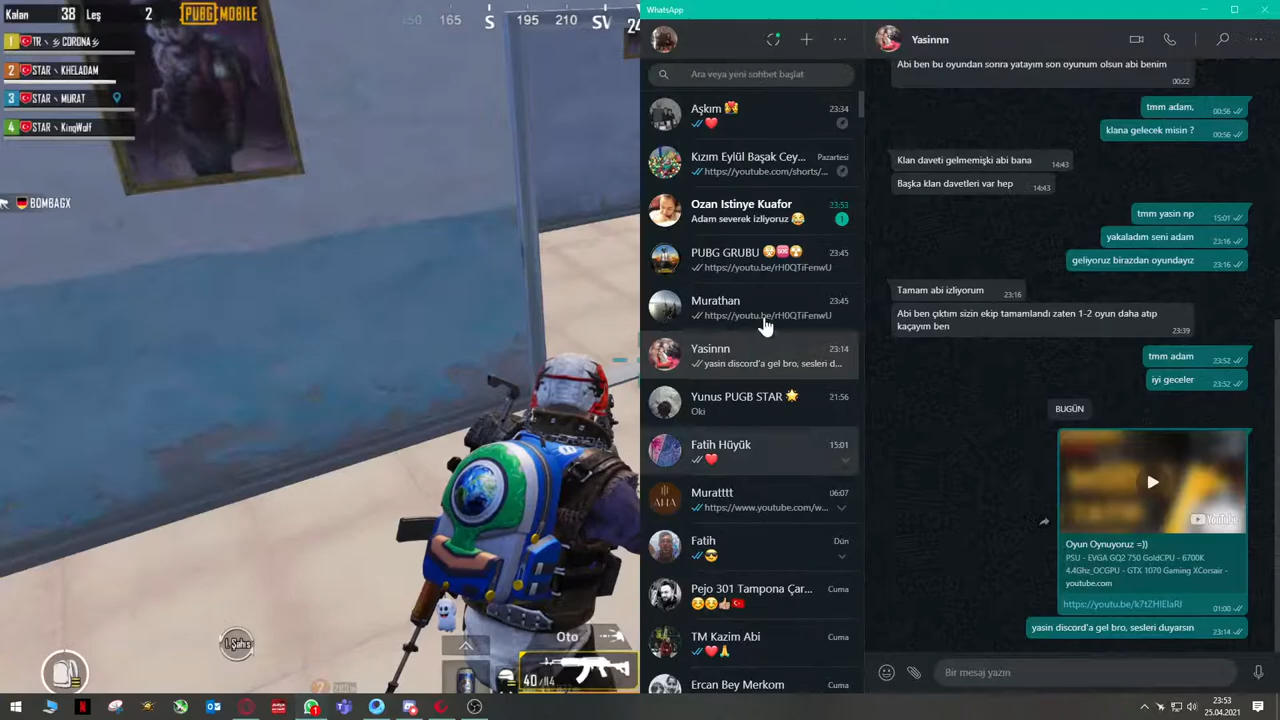 Kalan 38 Leş 2 PUBG MOBILE
S 195 210
165
1 TR CORONA
2 STAR \ KHELADAM
3 STAR \ MURAT
4 STAR \ KingWolf
BOMBAGX
1. Şahıs
Oto
40/114
WhatsApp
Ara veya yeni sohbet başlat
Aşkım 23:34
Kızım Eylül Başak Cey... Pazartesi
https://youtube.com/shorts/...
Ozan Istinye Kuafor 23:53
Adam severek izliyoruz 😂 1
PUBG GRUBU 🆘 23:45
https://youtu.be/rH0QTiFenwU
Murathan 23:45
https://youtu.be/rH0QTiFenwU
Yasinnn 23:14
yasin discord'a gel bro, sesleri d...
Yunus PUGB STAR 🌟 21:56
Oki
Fatih Hüyük 15:01
Muratttt 06:07
https://www.youtube.com/w...
Fatih Dün
Pejo 301 Tampona Çar... Cuma
TM Kazim Abi Cuma
Ercan Bey Merkom Cuma
Yasinnn
Abi ben bu oyundan sonra yatayım son oyunum olsun abi benim
00:22
tmm adam, 00:56
klana gelecek misin ? 00:56
Klan daveti gelmemişki abi bana 14:43
Başka klan davetleri var hep 14:43
tmm yasin np 15:01
yakaladım seni adam 23:16
geliyoruz birazdan oyundayız 23:16
Tamam abi izliyorum 23:16
Abi ben çıktım sizin ekip tamamlandı zaten 1-2 oyun daha atıp
kaçayım ben 23:39
tmm adam 23:52
iyi geceler 23:52
BUGÜN
YouTube
Oyun Oynuyoruz =))
PSU - EVGA GQ2 750 GoldCPU - 6700K
4.4Ghz_OCGPU - GTX 1070 Gaming XCorsair -
youtube.com
01:00
yasin discord'a gel bro, sesleri duyarsın 23:14
Bir mesaj yazın
23:53
25.04.2021